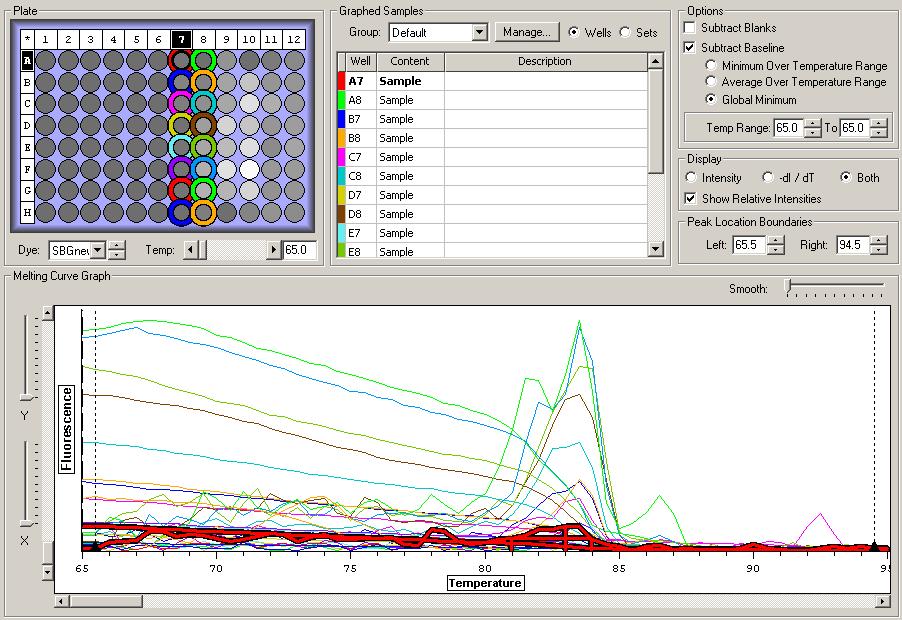 Plate
* 1 2 3 4 5 6 7 8 9 10 11 12
A
B
C
D
E
F
G
H
Dye: SBGnew Temp: 65.0
Graphed Samples
Group: Default Manage... Wells Sets
Well Content Description
A7 Sample
A8 Sample
B7 Sample
B8 Sample
C7 Sample
C8 Sample
D7 Sample
D8 Sample
E7 Sample
E8 Sample
Options
Subtract Blanks
Subtract Baseline
Minimum Over Temperature Range
Average Over Temperature Range
Global Minimum
Temp Range: 65.0 To 65.0
Display
Intensity -dI / dT Both
Show Relative Intensities
Peak Location Boundaries
Left: 65.5 Right: 94.5
Melting Curve Graph
Smooth:
Y
X
Fluorescence
65 70 75 80 85 90 95
Temperature